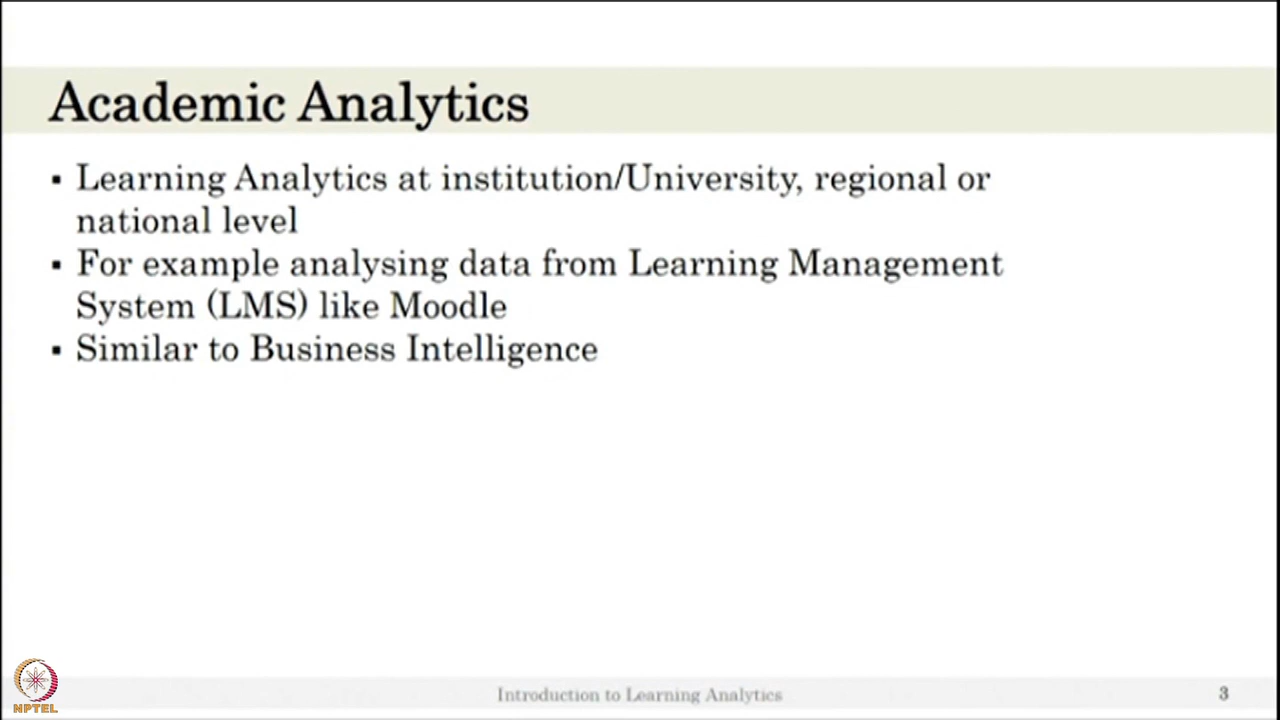 Academic Analytics
▪ Learning Analytics at institution/University, regional or
national level
▪ For example analysing data from Learning Management
System (LMS) like Moodle
▪ Similar to Business Intelligence
NPTEL
Introduction to Learning Analytics
3